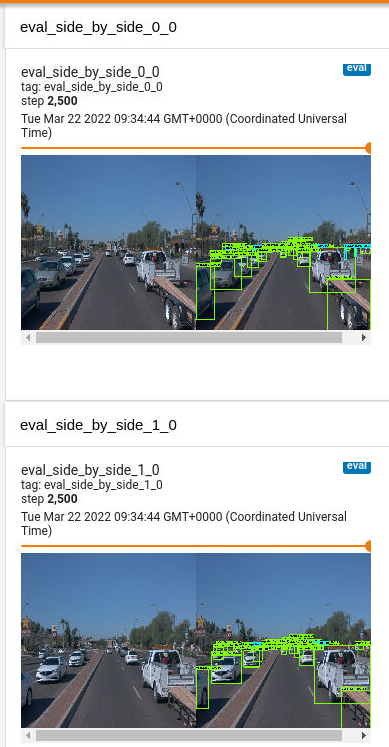 eval_side_by_side_0_0
eval_side_by_side_0_0
eval
tag: eval_side_by_side_0_0
step 2,500
Tue Mar 22 2022 09:34:44 GMT+0000 (Coordinated Universal
Time)
eval_side_by_side_1_0
eval_side_by_side_1_0
eval
tag: eval_side_by_side_1_0
step 2,500
Tue Mar 22 2022 09:34:44 GMT+0000 (Coordinated Universal
Time)